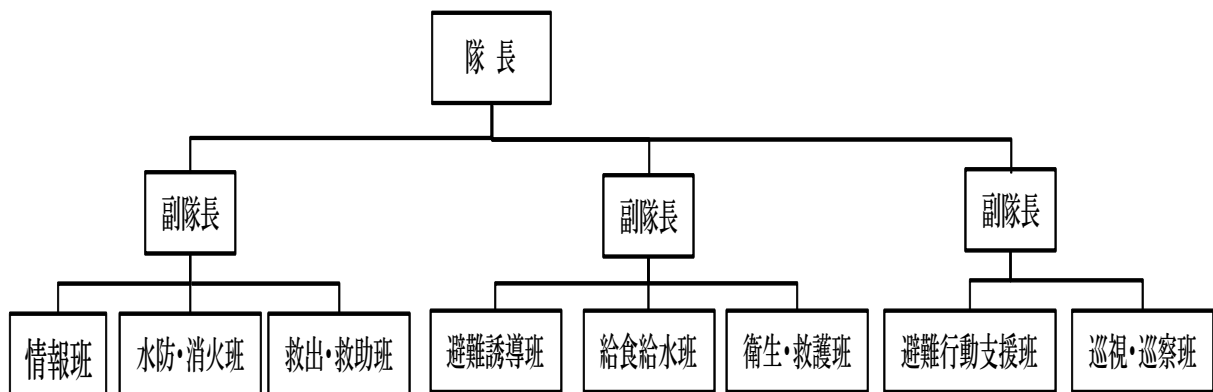 隊 長
副隊長
副隊長
副隊長
情報班
水防・消火班
救出・救助班
避難誘導班
給食給水班
衛生・救護班
避難行動支援班
巡視・巡察班